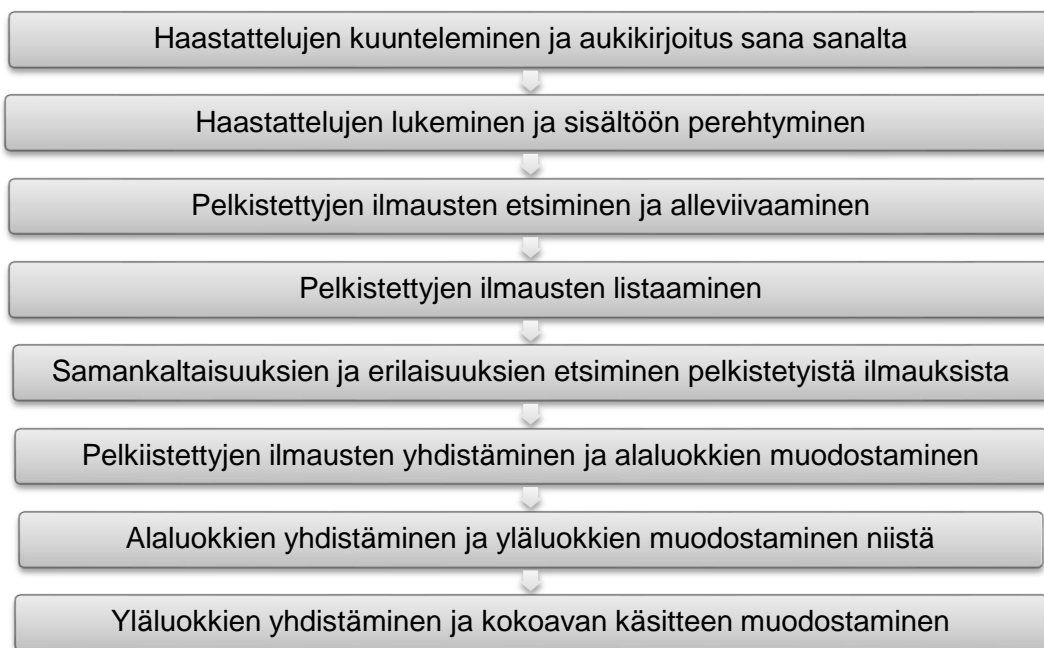 Haastattelujen kuunteleminen ja aukikirjoitus sana sanalta
Haastattelujen lukeminen ja sisältöön perehtyminen
Pelkistettyjen ilmausten etsiminen ja alleviivaaminen
Pelkistettyjen ilmausten listaaminen
Samankaltaisuuksien ja erilaisuuksien etsiminen pelkistetyistä ilmauksista
Pelkiistettyjen ilmausten yhdistäminen ja alaluokkien muodostaminen
Alaluokkien yhdistäminen ja yläluokkien muodostaminen niistä
Yläluokkien yhdistäminen ja kokoavan käsitteen muodostaminen